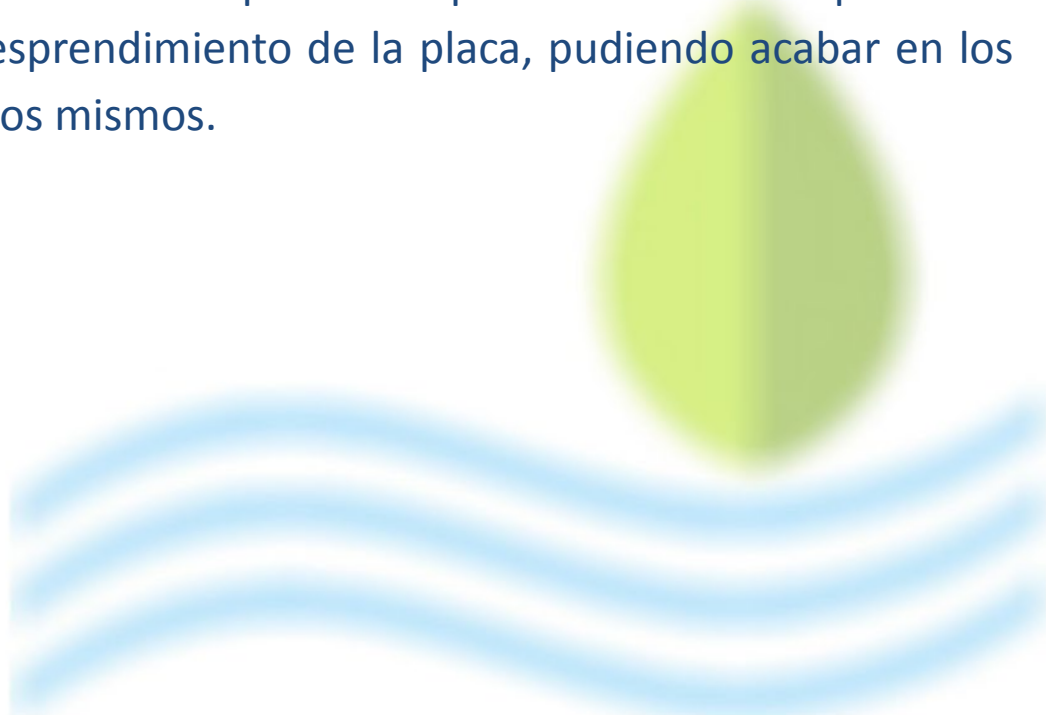 esprendimiento de la placa, pudiendo acabar en los
os mismos.